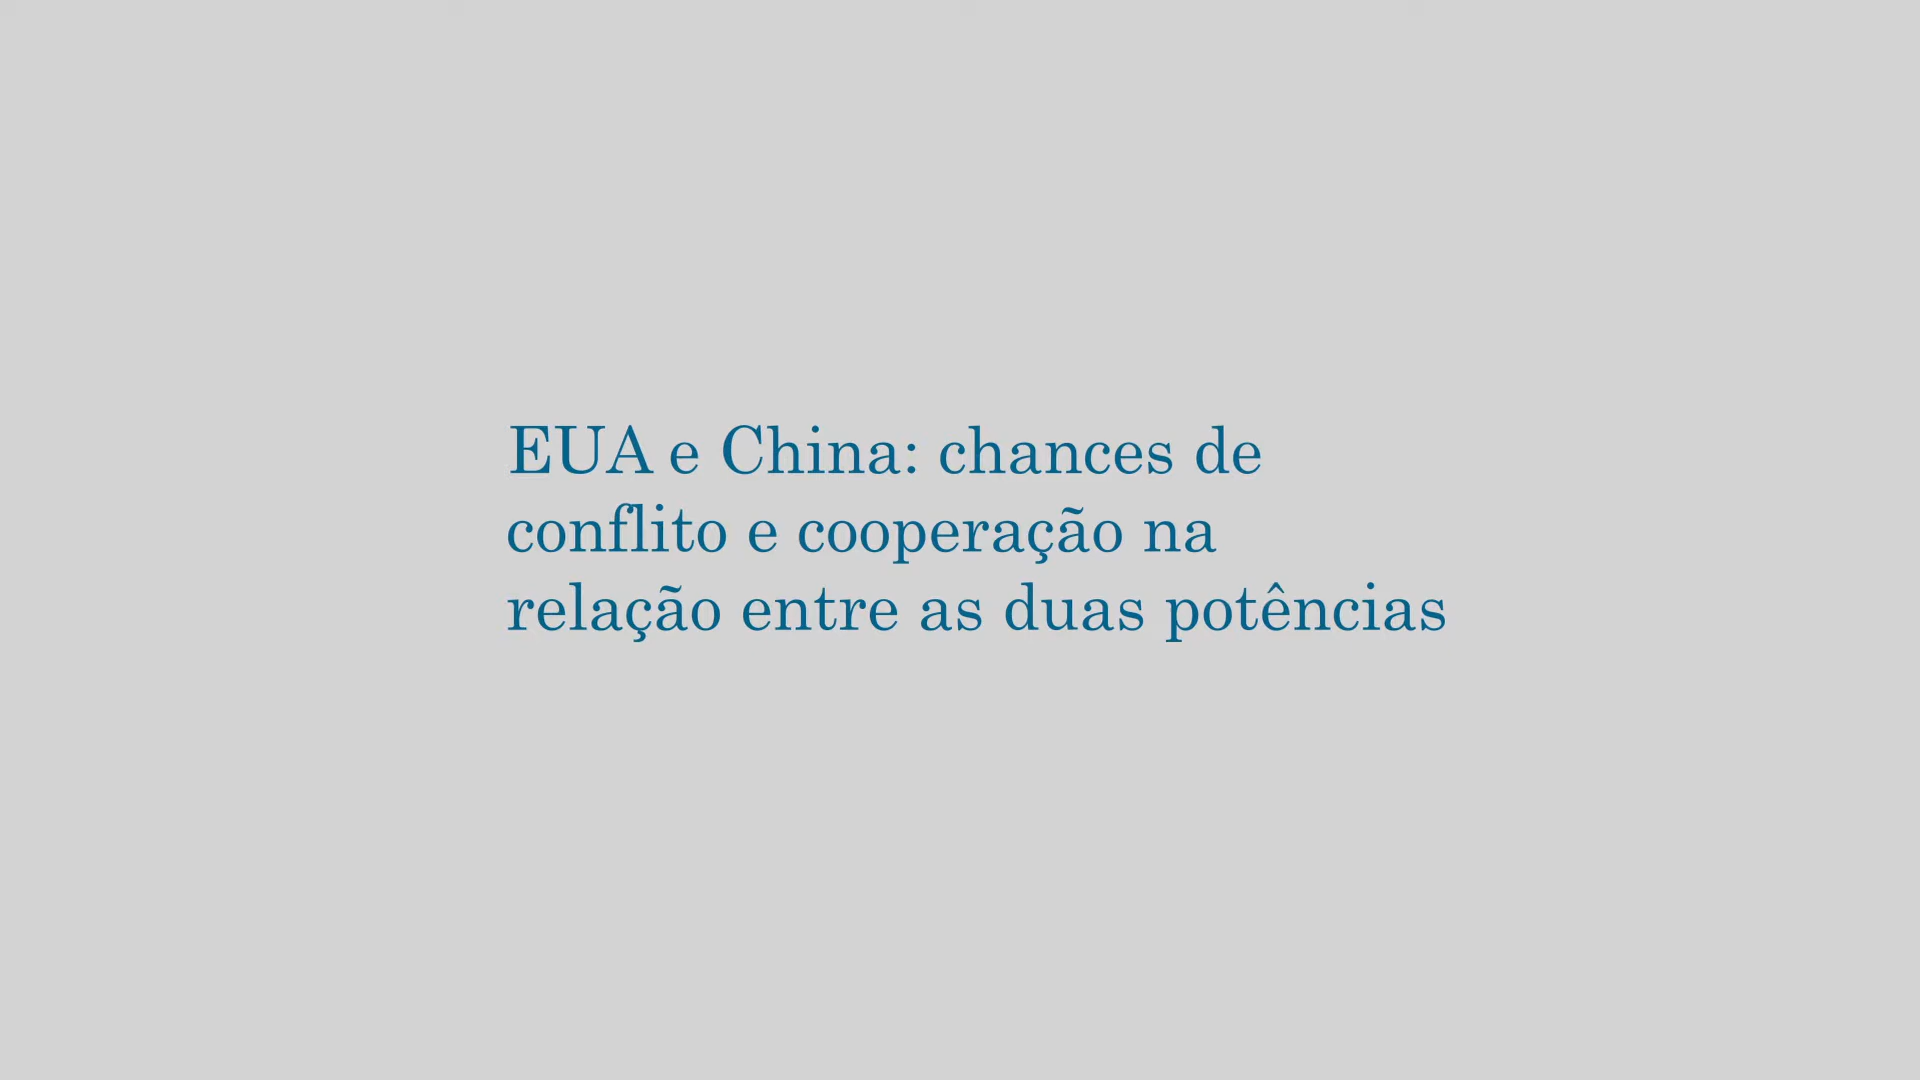 EUA e China: chances de
conflito e cooperação na
relação entre as duas potências